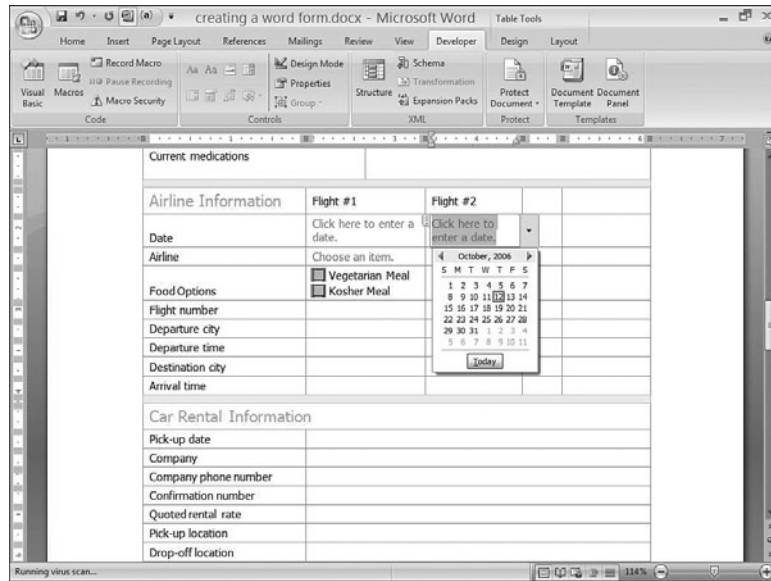 creating a word form.docx - Microsoft Word
Table Tools
Home Insert Page Layout References Mailings Review View Developer Design Layout
Visual Basic
Macros
Record Macro
Pause Recording
Macro Security
Code
Aa Aa
Design Mode
Properties
Group
Controls
Structure
Schema
Transformation
Expansion Packs
XML
Protect Document
Protect
Document Template
Document Panel
Templates
Current medications
Airline Information Flight #1 Flight #2
Date Click here to enter a date. Click here to enter a date.
Airline Choose an item.
October, 2006
S M T W T F S
1 2 3 4 5 6 7
8 9 10 11 12 13 14
15 16 17 18 19 20 21
22 23 24 25 26 27 28
29 30 31 1 2 3 4
5 6 7 8 9 10 11
Today
Food Options
Vegetarian Meal
Kosher Meal
Flight number
Departure city
Departure time
Destination city
Arrival time
Car Rental Information
Pick-up date
Company
Company phone number
Confirmation number
Quoted rental rate
Pick-up location
Drop-off location
Running virus scan...
114%